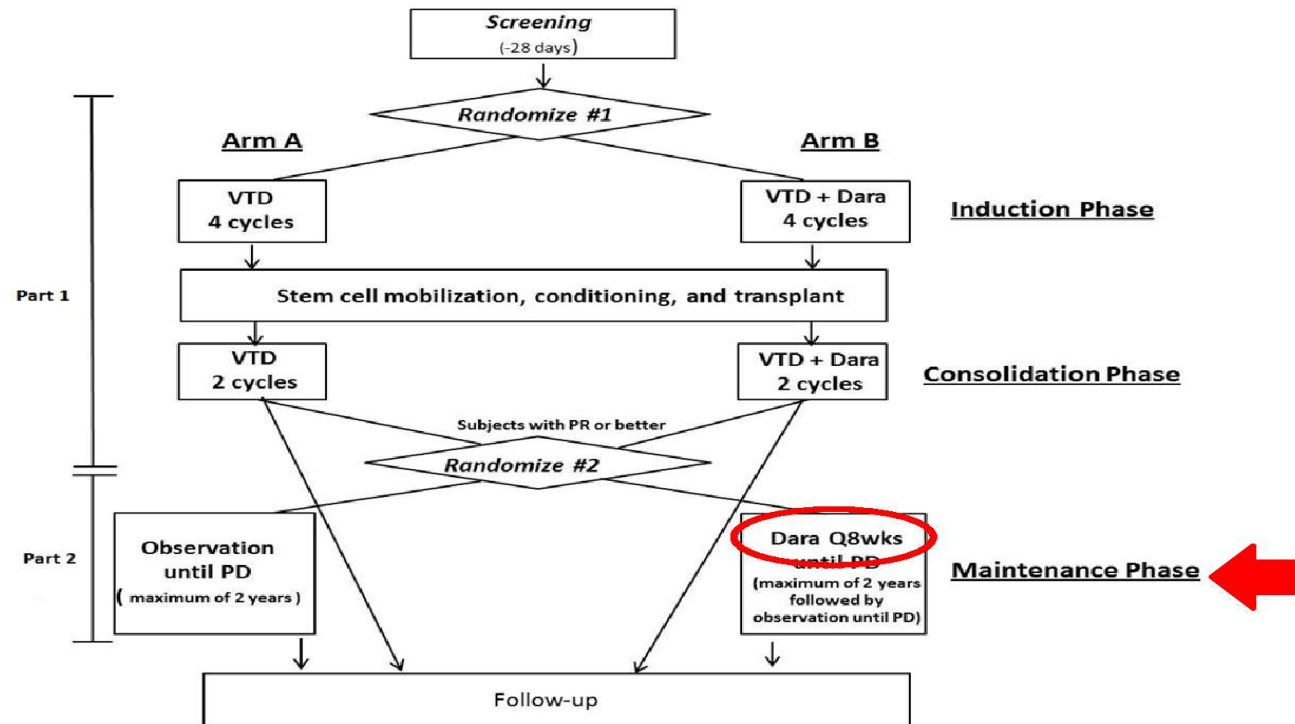 Screening
(-28 days)
Randomize #1
Arm A
Arm B
VTD
4 cycles
VTD + Dara
4 cycles
Induction Phase
Part 1
Stem cell mobilization, conditioning, and transplant
VTD
2 cycles
VTD + Dara
2 cycles
Consolidation Phase
Subjects with PR or better
Randomize #2
Part 2
Observation
until PD
( maximum of 2 years )
Dara Q8wks
until PD
(maximum of 2 years
followed by
observation until PD)
Maintenance Phase
Follow-up